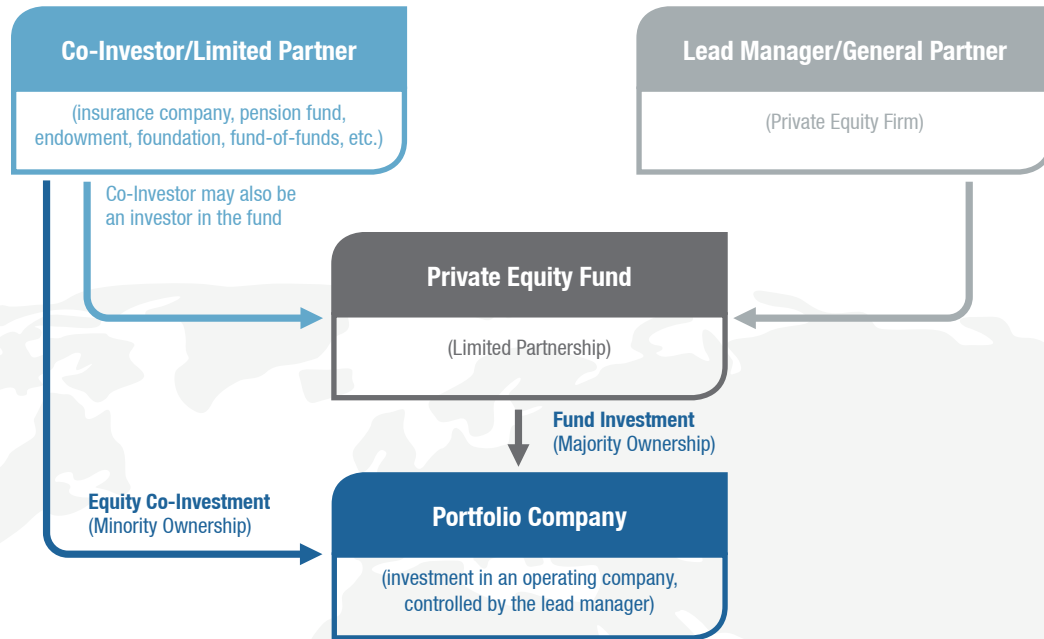 Co-Investor/Limited Partner
(insurance company, pension fund,
endowment, foundation, fund-of-funds, etc.)
Lead Manager/General Partner
(Private Equity Firm)
Co-Investor may also be
an investor in the fund
Private Equity Fund
(Limited Partnership)
Fund Investment
(Majority Ownership)
Equity Co-Investment
(Minority Ownership)
Portfolio Company
(investment in an operating company,
controlled by the lead manager)